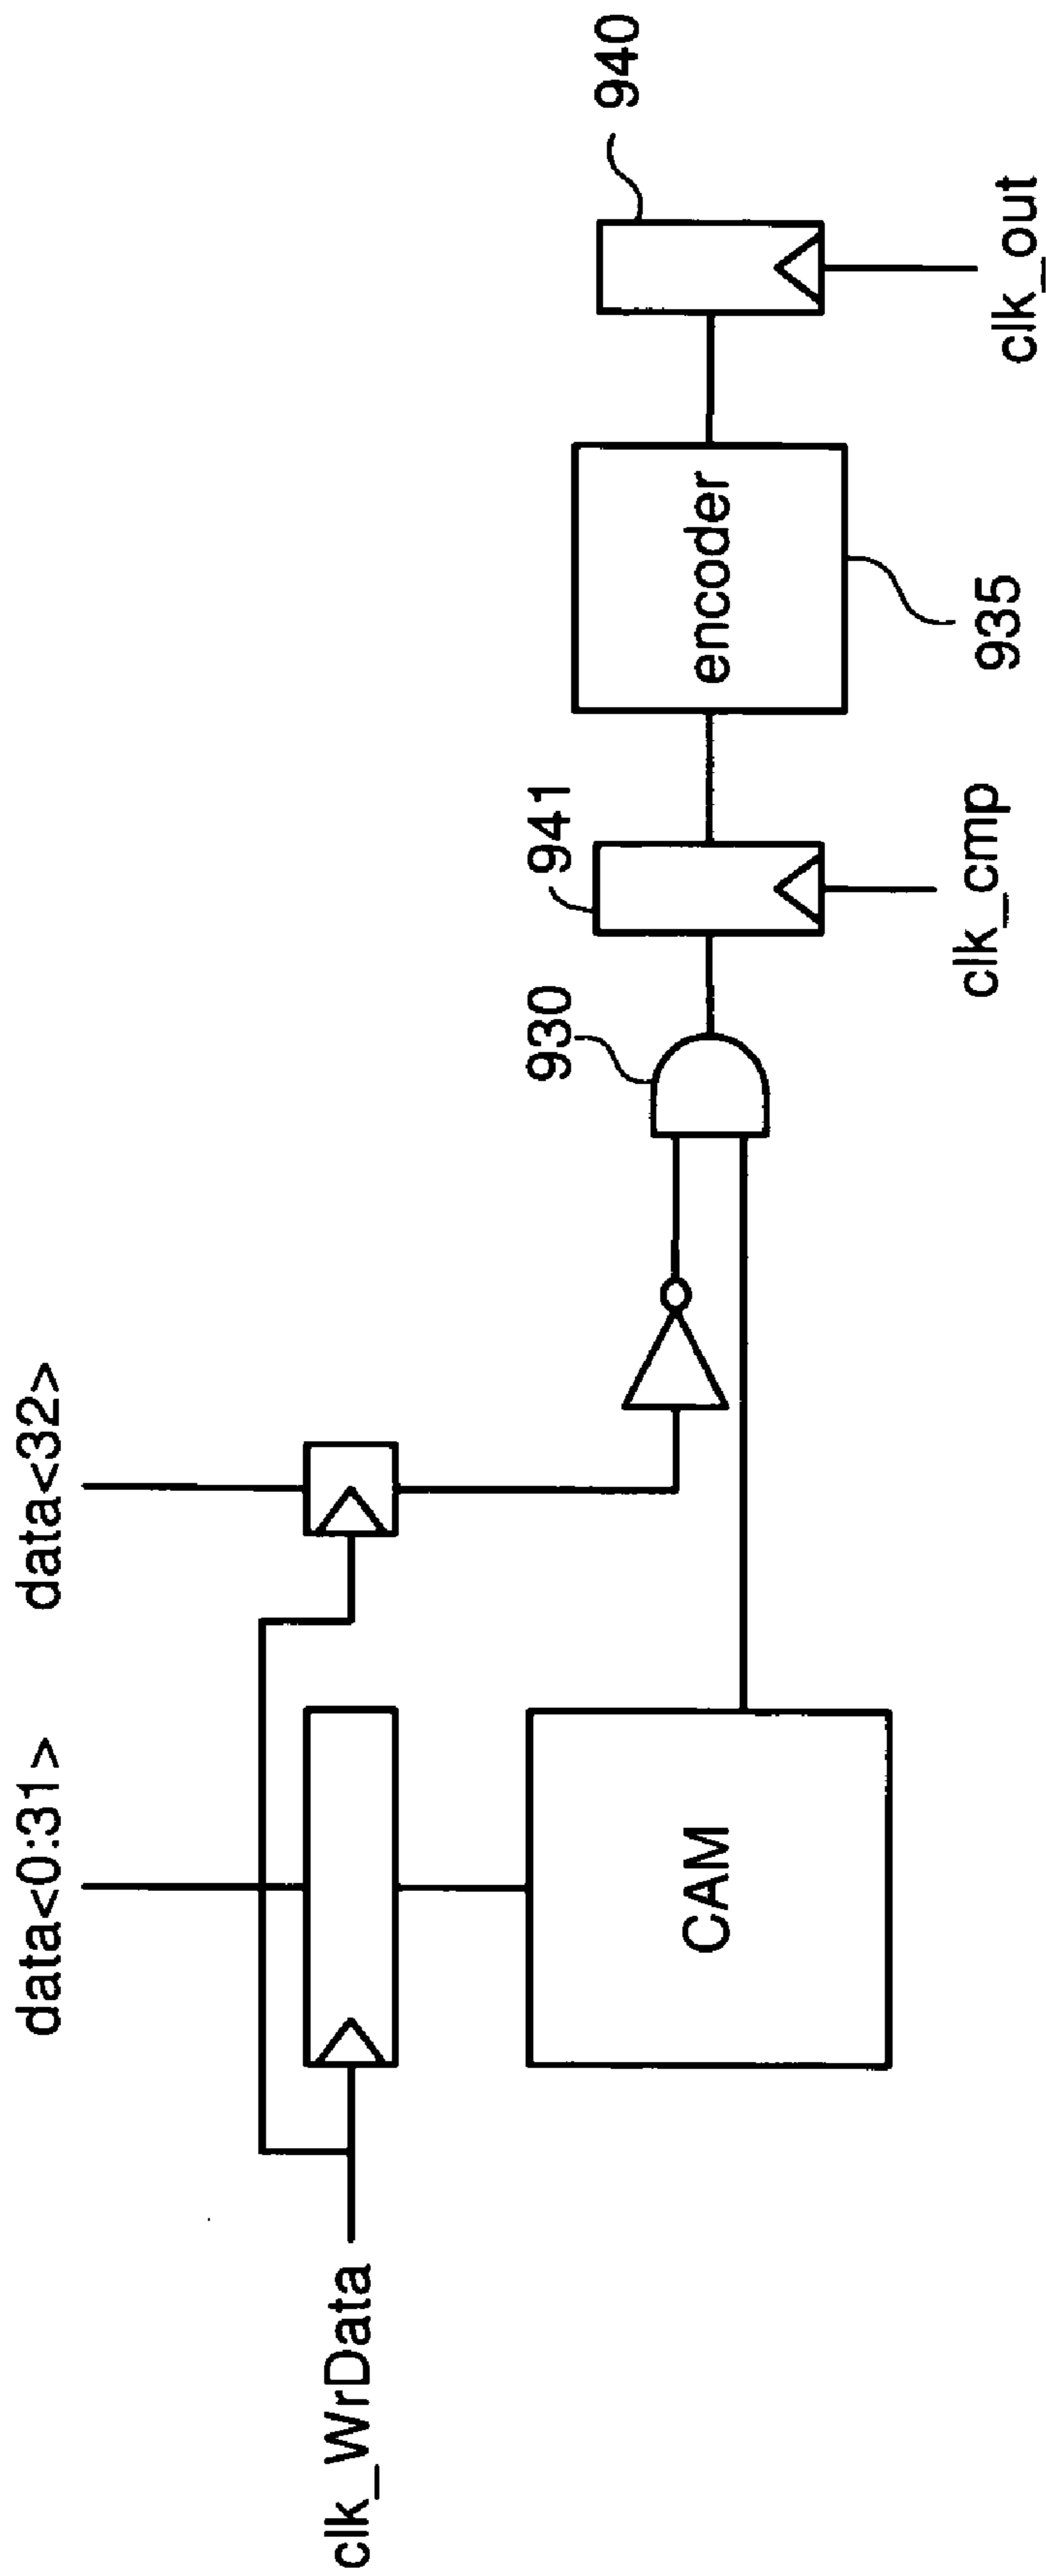 data<0:31>
data<32>
clk_WrData
CAM
930
941
clk_cmp
encoder
935
940
clk_out